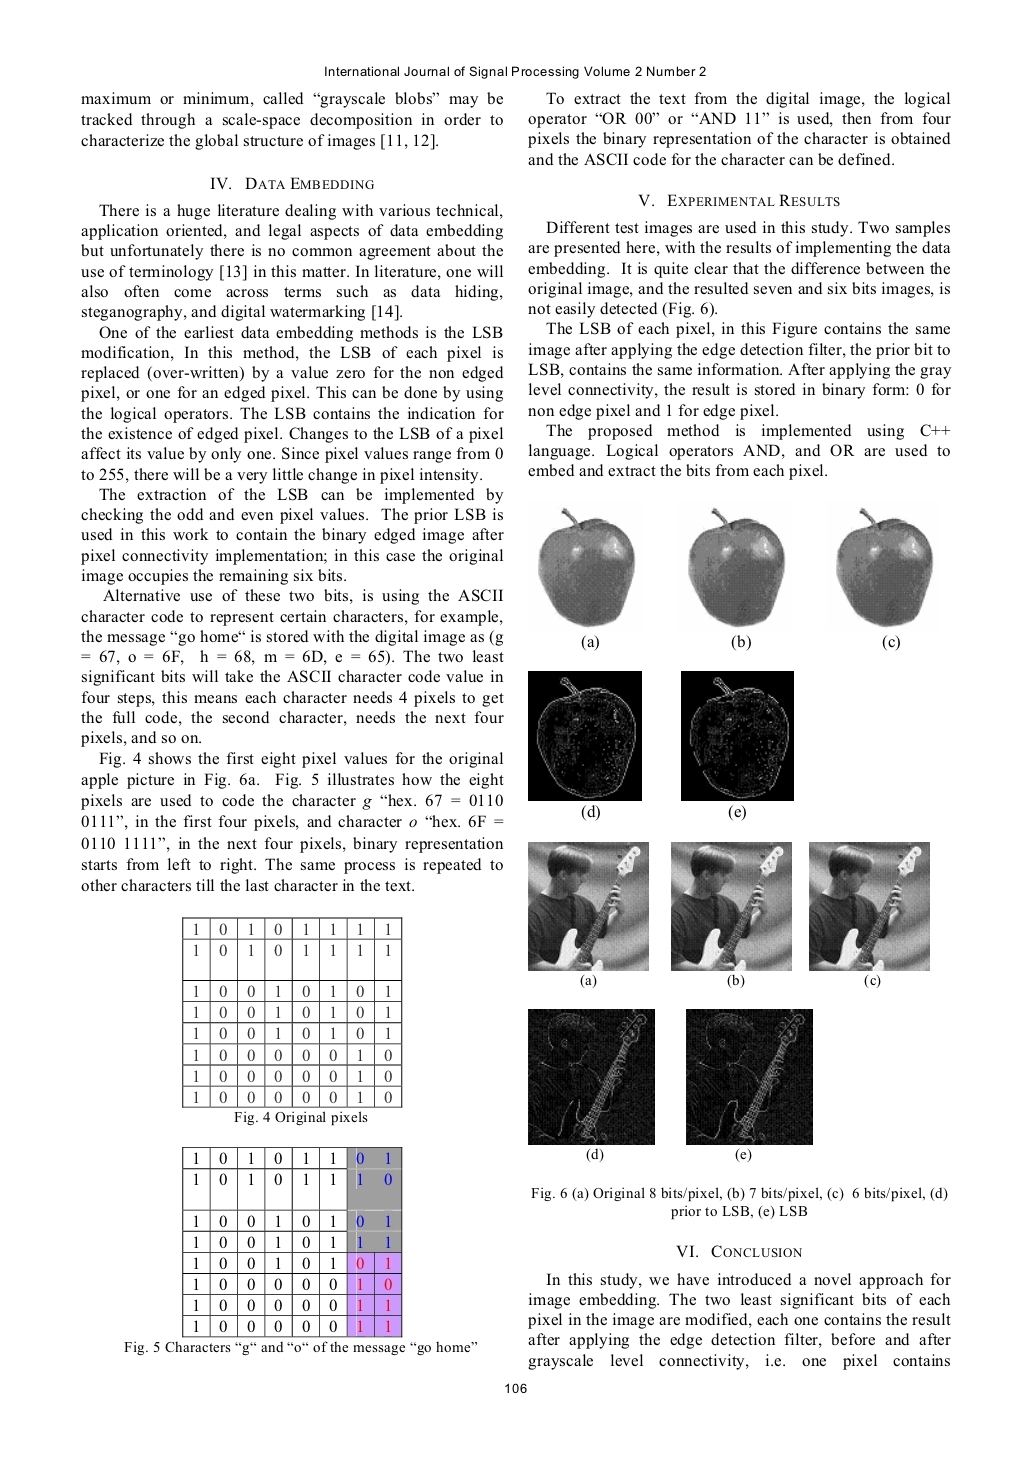 International Journal of Signal Processing Volume 2 Number 2
maximum or minimum, called “grayscale blobs” may be
tracked through a scale-space decomposition in order to
characterize the global structure of images [11, 12].
IV. DATA EMBEDDING
There is a huge literature dealing with various technical,
application oriented, and legal aspects of data embedding
but unfortunately there is no common agreement about the
use of terminology [13] in this matter. In literature, one will
also often come across terms such as data hiding,
steganography, and digital watermarking [14].
One of the earliest data embedding methods is the LSB
modification, In this method, the LSB of each pixel is
replaced (over-written) by a value zero for the non edged
pixel, or one for an edged pixel. This can be done by using
the logical operators. The LSB contains the indication for
the existence of edged pixel. Changes to the LSB of a pixel
affect its value by only one. Since pixel values range from 0
to 255, there will be a very little change in pixel intensity.
The extraction of the LSB can be implemented by
checking the odd and even pixel values. The prior LSB is
used in this work to contain the binary edged image after
pixel connectivity implementation; in this case the original
image occupies the remaining six bits.
Alternative use of these two bits, is using the ASCII
character code to represent certain characters, for example,
the message “go home“ is stored with the digital image as (g
= 67, o = 6F, h = 68, m = 6D, e = 65). The two least
significant bits will take the ASCII character code value in
four steps, this means each character needs 4 pixels to get
the full code, the second character, needs the next four
pixels, and so on.
Fig. 4 shows the first eight pixel values for the original
apple picture in Fig. 6a. Fig. 5 illustrates how the eight
pixels are used to code the character g “hex. 67 = 0110
0111”, in the first four pixels, and character o “hex. 6F =
0110 1111”, in the next four pixels, binary representation
starts from left to right. The same process is repeated to
other characters till the last character in the text.
1 0 1 0 1 1 1 1
1 0 1 0 1 1 1 1
1 0 0 1 0 1 0 1
1 0 0 1 0 1 0 1
1 0 0 1 0 1 0 1
1 0 0 0 0 0 1 0
1 0 0 0 0 0 1 0
1 0 0 0 0 0 1 0
Fig. 4 Original pixels
1 0 1 0 1 1 0 1
1 0 1 0 1 1 1 0
1 0 0 1 0 1 0 1
1 0 0 1 0 1 1 1
1 0 0 1 0 1 0 1
1 0 0 0 0 0 1 0
1 0 0 0 0 0 1 1
1 0 0 0 0 0 1 1
Fig. 5 Characters “g“ and “o“ of the message “go home”
To extract the text from the digital image, the logical
operator “OR 00” or “AND 11” is used, then from four
pixels the binary representation of the character is obtained
and the ASCII code for the character can be defined.
V. EXPERIMENTAL RESULTS
Different test images are used in this study. Two samples
are presented here, with the results of implementing the data
embedding. It is quite clear that the difference between the
original image, and the resulted seven and six bits images, is
not easily detected (Fig. 6).
The LSB of each pixel, in this Figure contains the same
image after applying the edge detection filter, the prior bit to
LSB, contains the same information. After applying the gray
level connectivity, the result is stored in binary form: 0 for
non edge pixel and 1 for edge pixel.
The proposed method is implemented using C++
language. Logical operators AND, and OR are used to
embed and extract the bits from each pixel.
(a) (b) (c)
(d) (e)
(a) (b) (c)
(d) (e)
Fig. 6 (a) Original 8 bits/pixel, (b) 7 bits/pixel, (c) 6 bits/pixel, (d)
prior to LSB, (e) LSB
VI. CONCLUSION
In this study, we have introduced a novel approach for
image embedding. The two least significant bits of each
pixel in the image are modified, each one contains the result
after applying the edge detection filter, before and after
grayscale level connectivity, i.e. one pixel contains
106